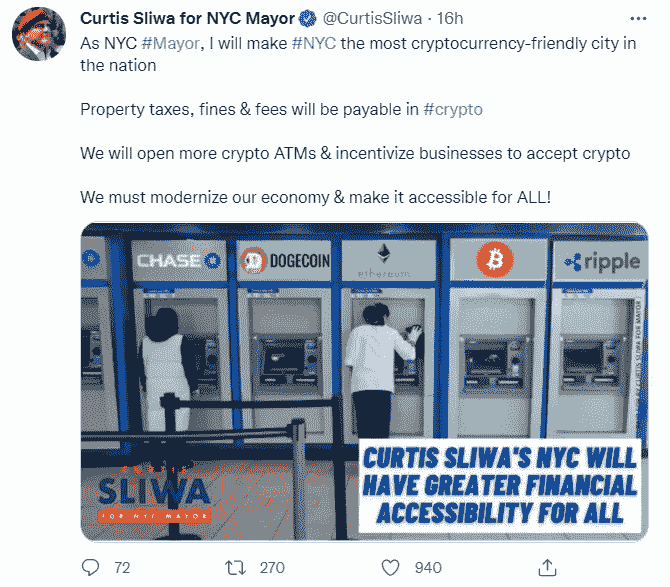 Curtis Sliwa for NYC Mayor @CurtisSliwa · 16h
As NYC #Mayor, I will make #NYC the most cryptocurrency-friendly city in
the nation
Property taxes, fines & fees will be payable in #crypto
We will open more crypto ATMs & incentivize businesses to accept crypto
We must modernize our economy & make it accessible for ALL!
CHASE
DOGECOIN
ethereum
ripple
CURTIS SLIWA FOR MAYOR
CURTIS SLIWA'S NYC WILL
HAVE GREATER FINANCIAL
ACCESSIBILITY FOR ALL
SLIWA
FOR NYC MAYOR
72
270
940